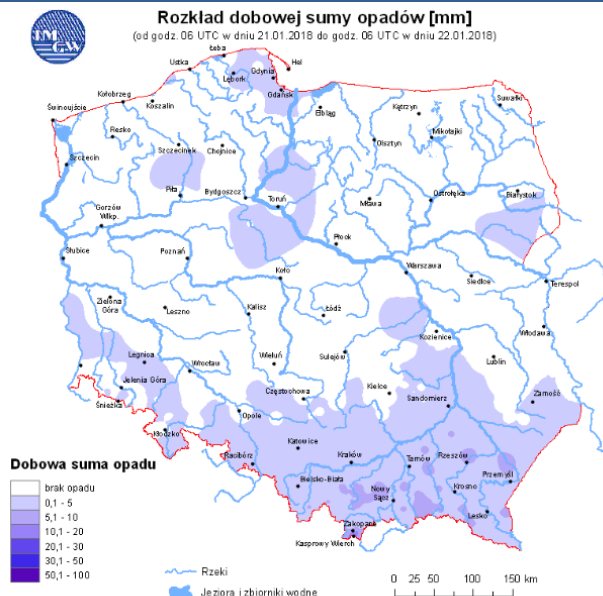 IMGW
Rozkład dobowej sumy opadów [mm]
(od godz. 06 UTC w dniu 21.01.2018 do godz. 06 UTC w dniu 22.01.2018)
Łeba
Ustka
Hel
Lębork
Gdynia
Gdańsk
Kołobrzeg
Koszalin
Świnoujście
Resko
Elbląg
Kętrzyn
Suwałki
Szczecin
Szczecinek
Chojnice
Olsztyn
Mikołajki
Piła
Bydgoszcz
Toruń
Mława
Ostrołęka
Białystok
Gorzów
Wlkp.
Płock
Słubice
Poznań
Koło
Warszawa
Siedlce
Terespol
Zielona
Góra
Leszno
Kalisz
Łódź
Kozienice
Włodawa
Legnica
Wrocław
Wieluń
Sulejów
Lublin
Jelenia Góra
Śnieżka
Częstochowa
Kielce
Sandomierz
Zamość
Kłodzko
Opole
Katowice
Racibórz
Kraków
Tarnów
Rzeszów
Przemyśl
Bielsko-Biała
Nowy
Sącz
Krosno
Lesko
Zakopane
Kasprowy Wierch
Dobowa suma opadu
brak opadu
0,1 - 5
5,1 - 10
10,1 - 20
20,1 - 30
30,1 - 50
50,1 - 100
Rzeki
Jeziora i zbiorniki wodne
0 25 50 100 150 km